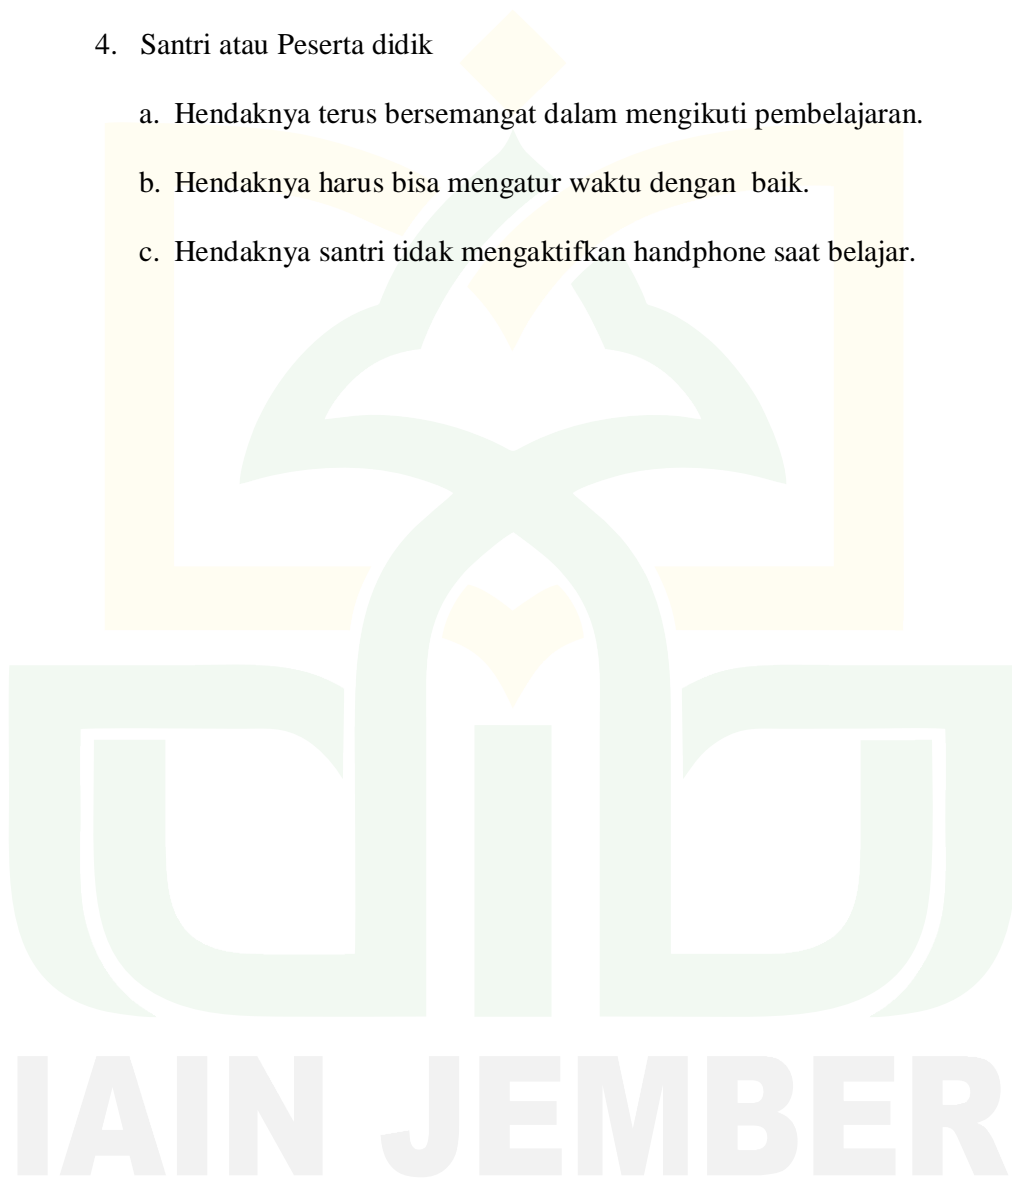 4. Santri atau Peserta didik
a. Hendaknya terus bersemangat dalam mengikuti pembelajaran.
b. Hendaknya harus bisa mengatur waktu dengan  baik.
c. Hendaknya santri tidak mengaktifkan handphone saat belajar.
IAIN JEMBER